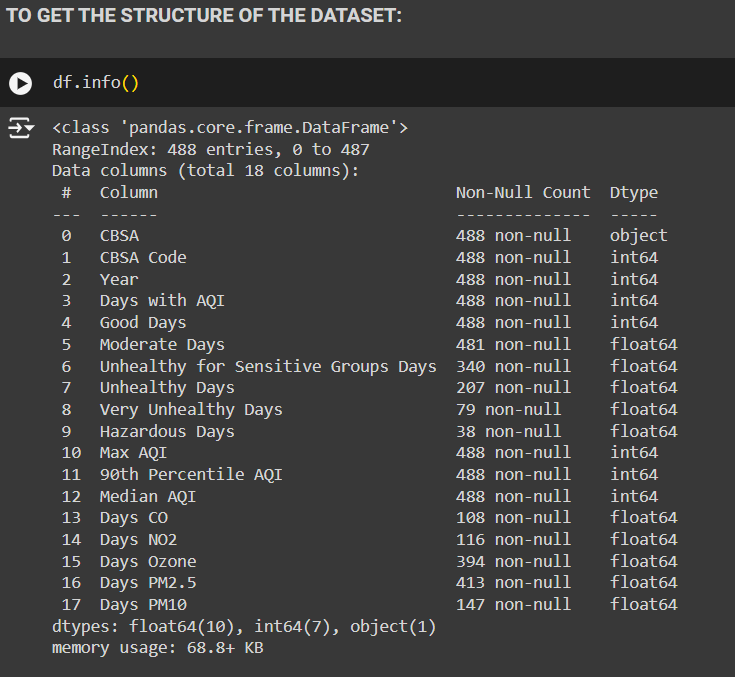 TO GET THE STRUCTURE OF THE DATASET:
df.info()
<class 'pandas.core.frame.DataFrame'>
RangeIndex: 488 entries, 0 to 487
Data columns (total 18 columns):
 #   Column                               Non-Null Count  Dtype
---  ------                               --------------  -----
 0   CBSA                                 488 non-null    object
 1   CBSA Code                            488 non-null    int64
 2   Year                                 488 non-null    int64
 3   Days with AQI                        488 non-null    int64
 4   Good Days                            488 non-null    int64
 5   Moderate Days                        481 non-null    float64
 6   Unhealthy for Sensitive Groups Days  340 non-null    float64
 7   Unhealthy Days                       207 non-null    float64
 8   Very Unhealthy Days                  79 non-null     float64
 9   Hazardous Days                       38 non-null     float64
 10  Max AQI                              488 non-null    int64
 11  90th Percentile AQI                  488 non-null    int64
 12  Median AQI                           488 non-null    int64
 13  Days CO                              108 non-null    float64
 14  Days NO2                             116 non-null    float64
 15  Days Ozone                           394 non-null    float64
 16  Days PM2.5                           413 non-null    float64
 17  Days PM10                            147 non-null    float64
dtypes: float64(10), int64(7), object(1)
memory usage: 68.8+ KB